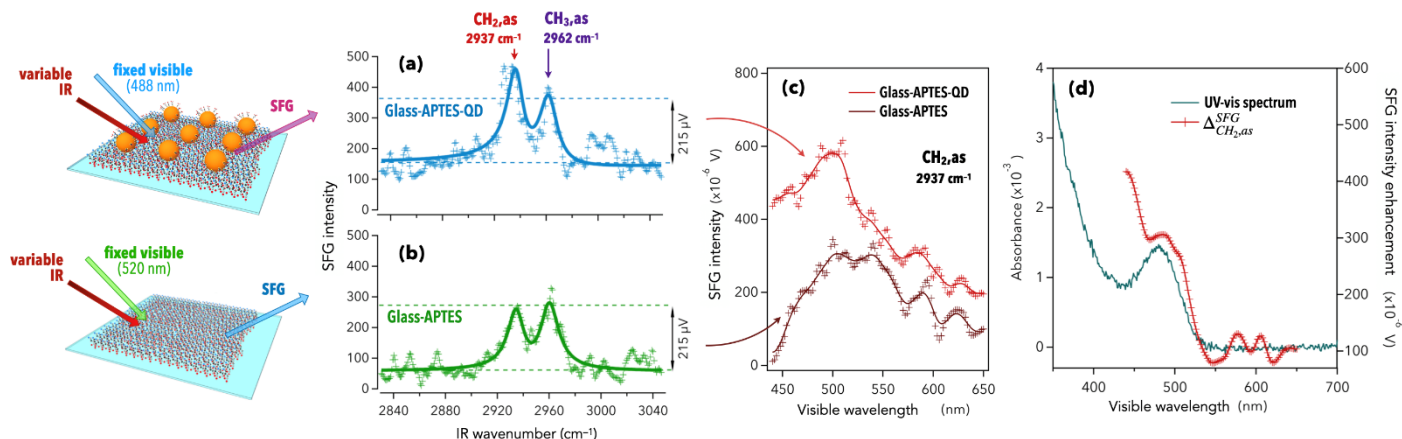 variable
IR
fixed visible
(488 nm)
SFG
variable
IR
fixed visible
(520 nm)
SFG
CH2,as
2937 cm⁻¹
CH3,as
2962 cm⁻¹
(a)
Glass-APTES-QD
215 µV
500
400
300
200
100
0
SFG intensity
(b)
Glass-APTES
215 µV
500
400
300
200
100
0
2840
2880
2920
2960
3000
3040
IR wavenumber (cm⁻¹)
(c)
Glass-APTES-QD
Glass-APTES
CH2,as
2937 cm⁻¹
800
600
400
200
0
SFG intensity (x10⁻⁶ V)
450
500
550
600
650
Visible wavelength (nm)
(d)
UV-vis spectrum
Δ SFG CH2,as
4
3
2
1
0
Absorbance (x10⁻³)
600
500
400
300
200
100
SFG intensity enhancement (x10⁻⁶ V)
400
500
600
700
Visible wavelength (nm)